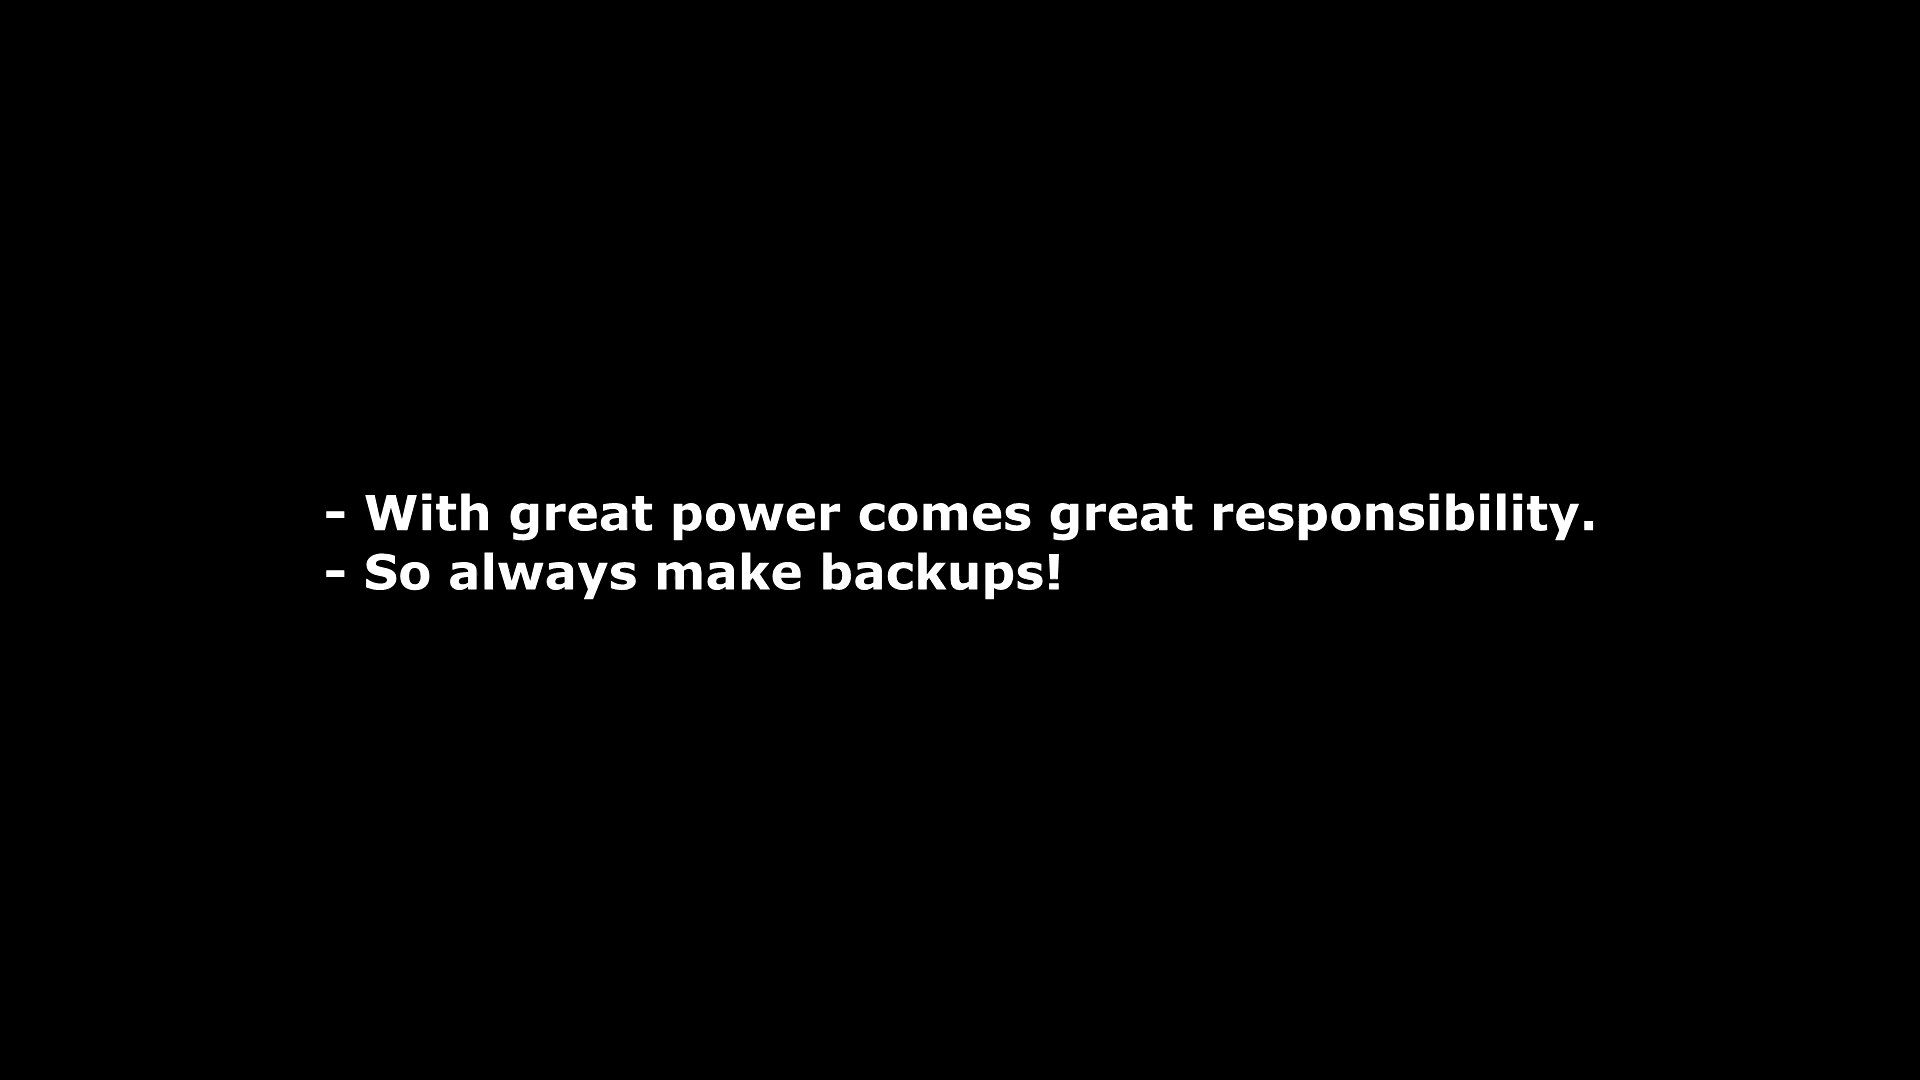 - With great power comes great responsibility.
- So always make backups!